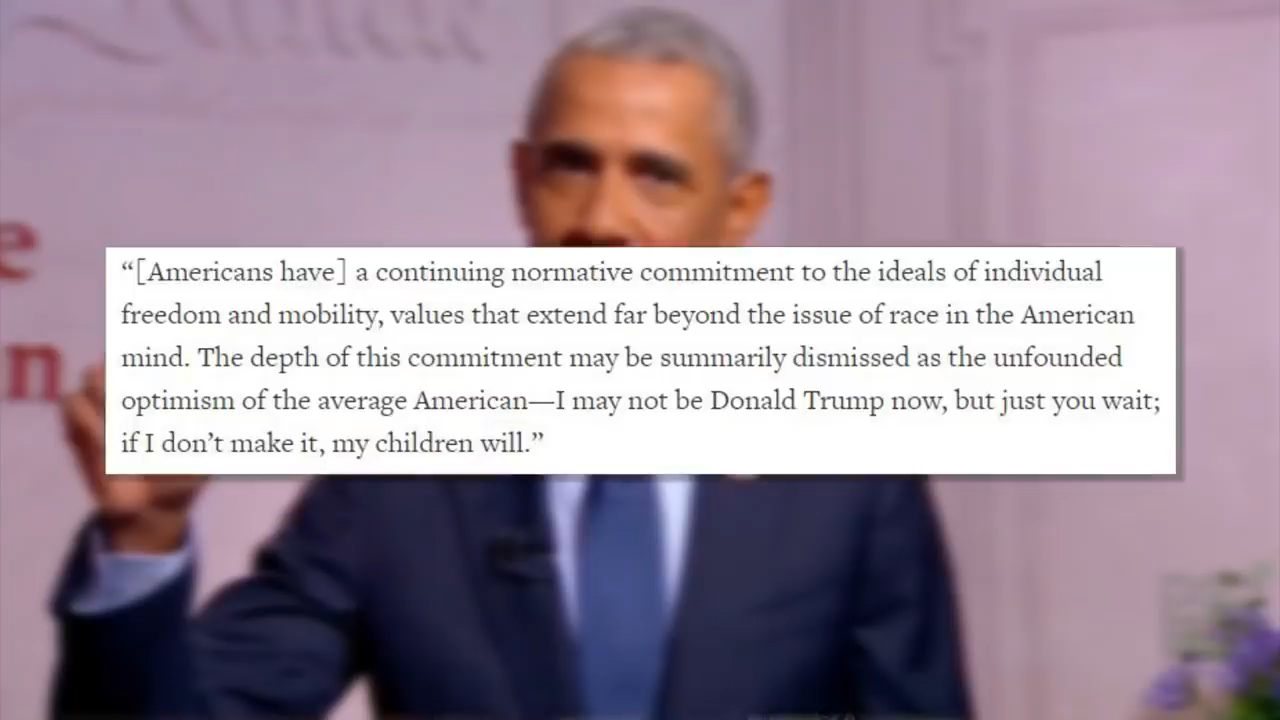 “[Americans have] a continuing normative commitment to the ideals of individual
freedom and mobility, values that extend far beyond the issue of race in the American
mind. The depth of this commitment may be summarily dismissed as the unfounded
optimism of the average American—I may not be Donald Trump now, but just you wait;
if I don’t make it, my children will.”